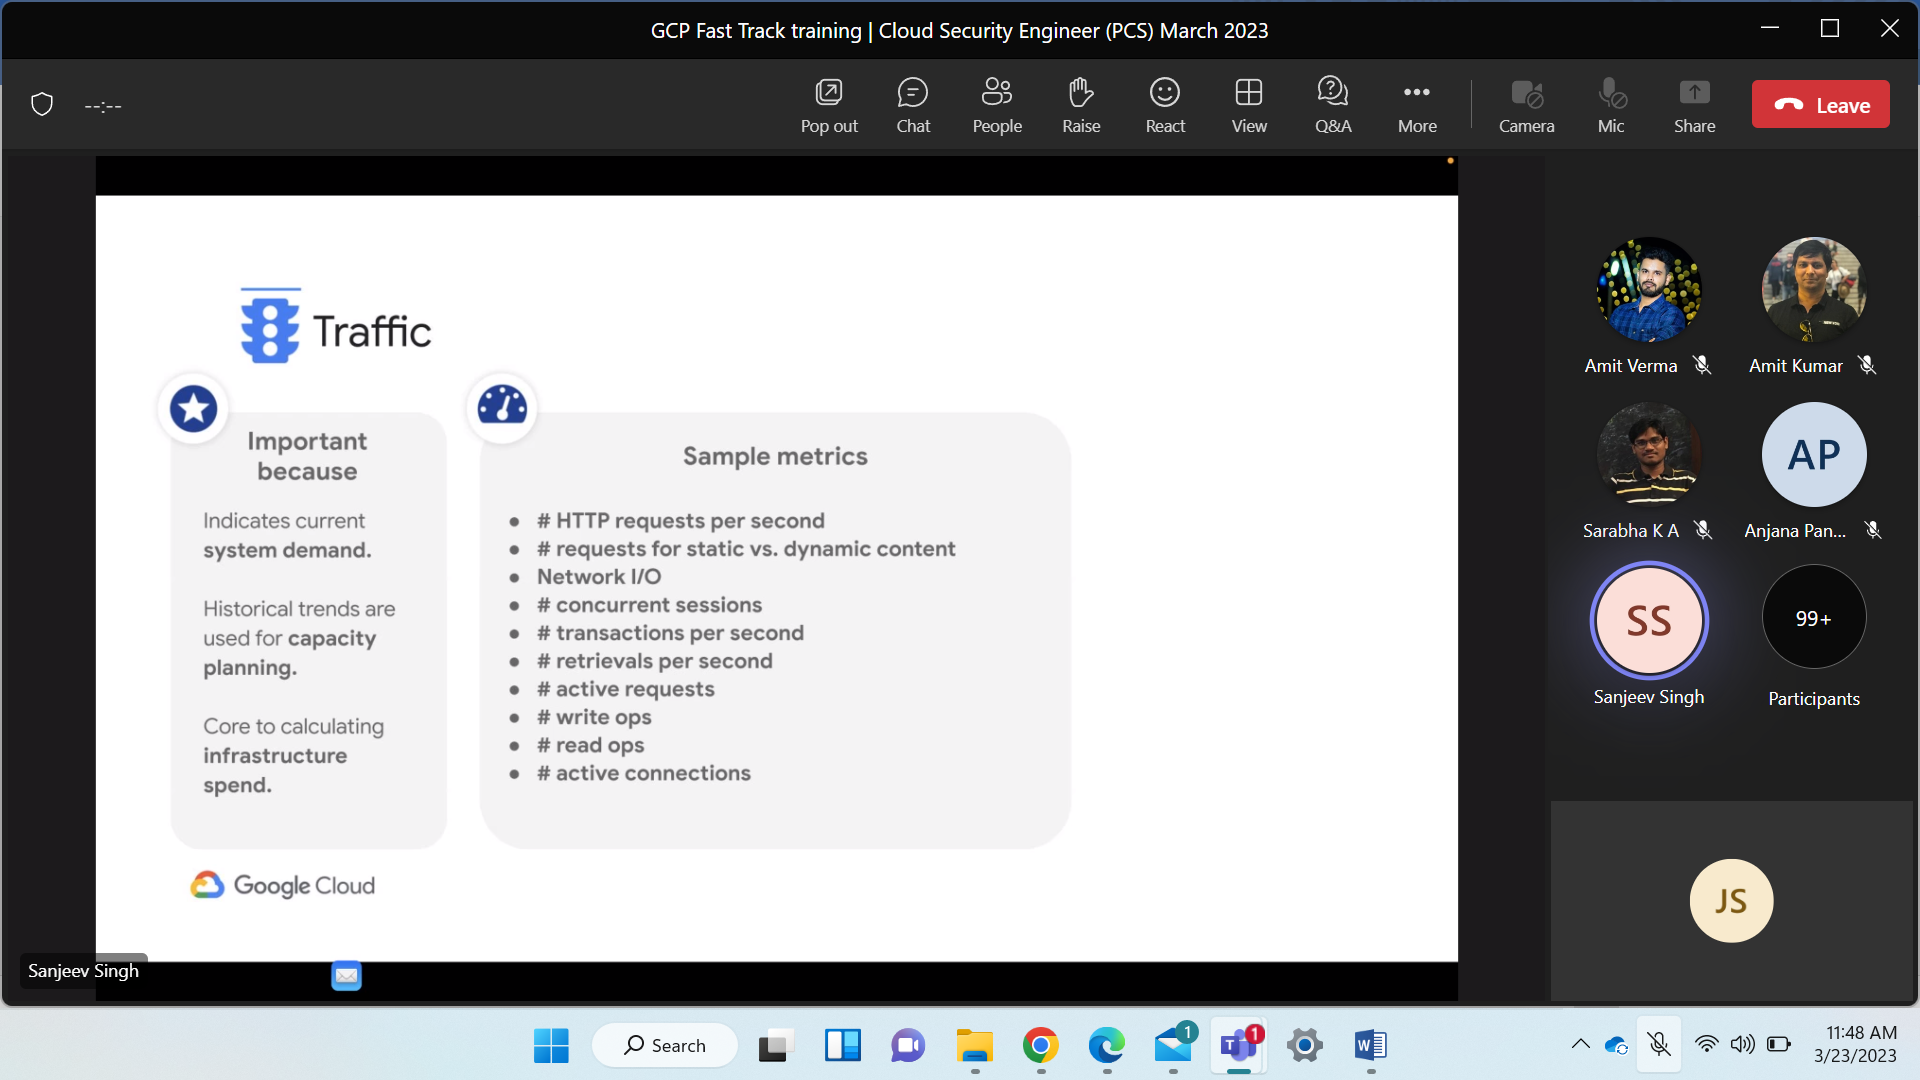 GCP Fast Track training | Cloud Security Engineer (PCS) March 2023
--:--
Pop out
Chat
People
Raise
React
View
Q&A
More
Camera
Mic
Share
Leave
Traffic
Important
because
Indicates current
system demand.
Historical trends are
used for capacity
planning.
Core to calculating
infrastructure
spend.
Sample metrics
# HTTP requests per second
# requests for static vs. dynamic content
Network I/O
# concurrent sessions
# transactions per second
# retrievals per second
# active requests
# write ops
# read ops
# active connections
Google Cloud
Sanjeev Singh
Amit Verma
Amit Kumar
Sarabha K A
AP
Anjana Pan...
SS
Sanjeev Singh
99+
Participants
JS
Search
1
1
T
W
11:48 AM
3/23/2023